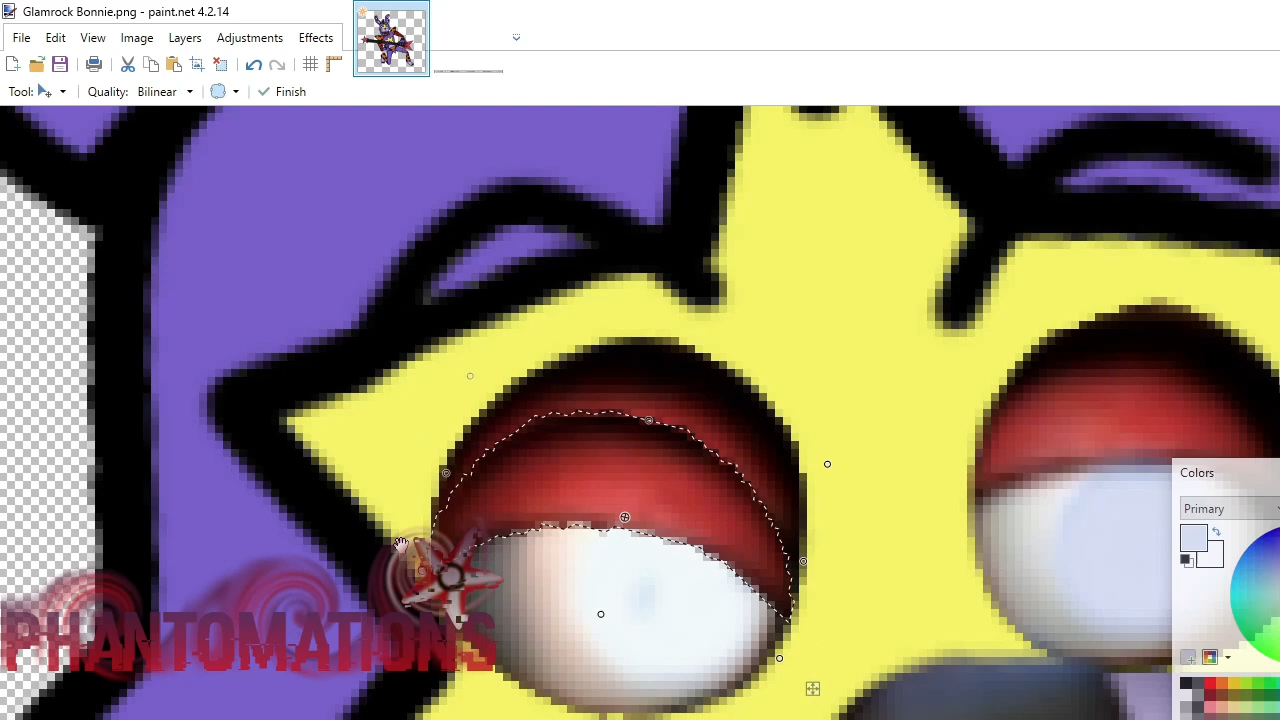 Glamrock Bonnie.png - paint.net 4.2.14
File Edit View Image Layers Adjustments Effects
Tool: Quality: Bilinear Finish
Colors
Primary
PHANTOMATIONS